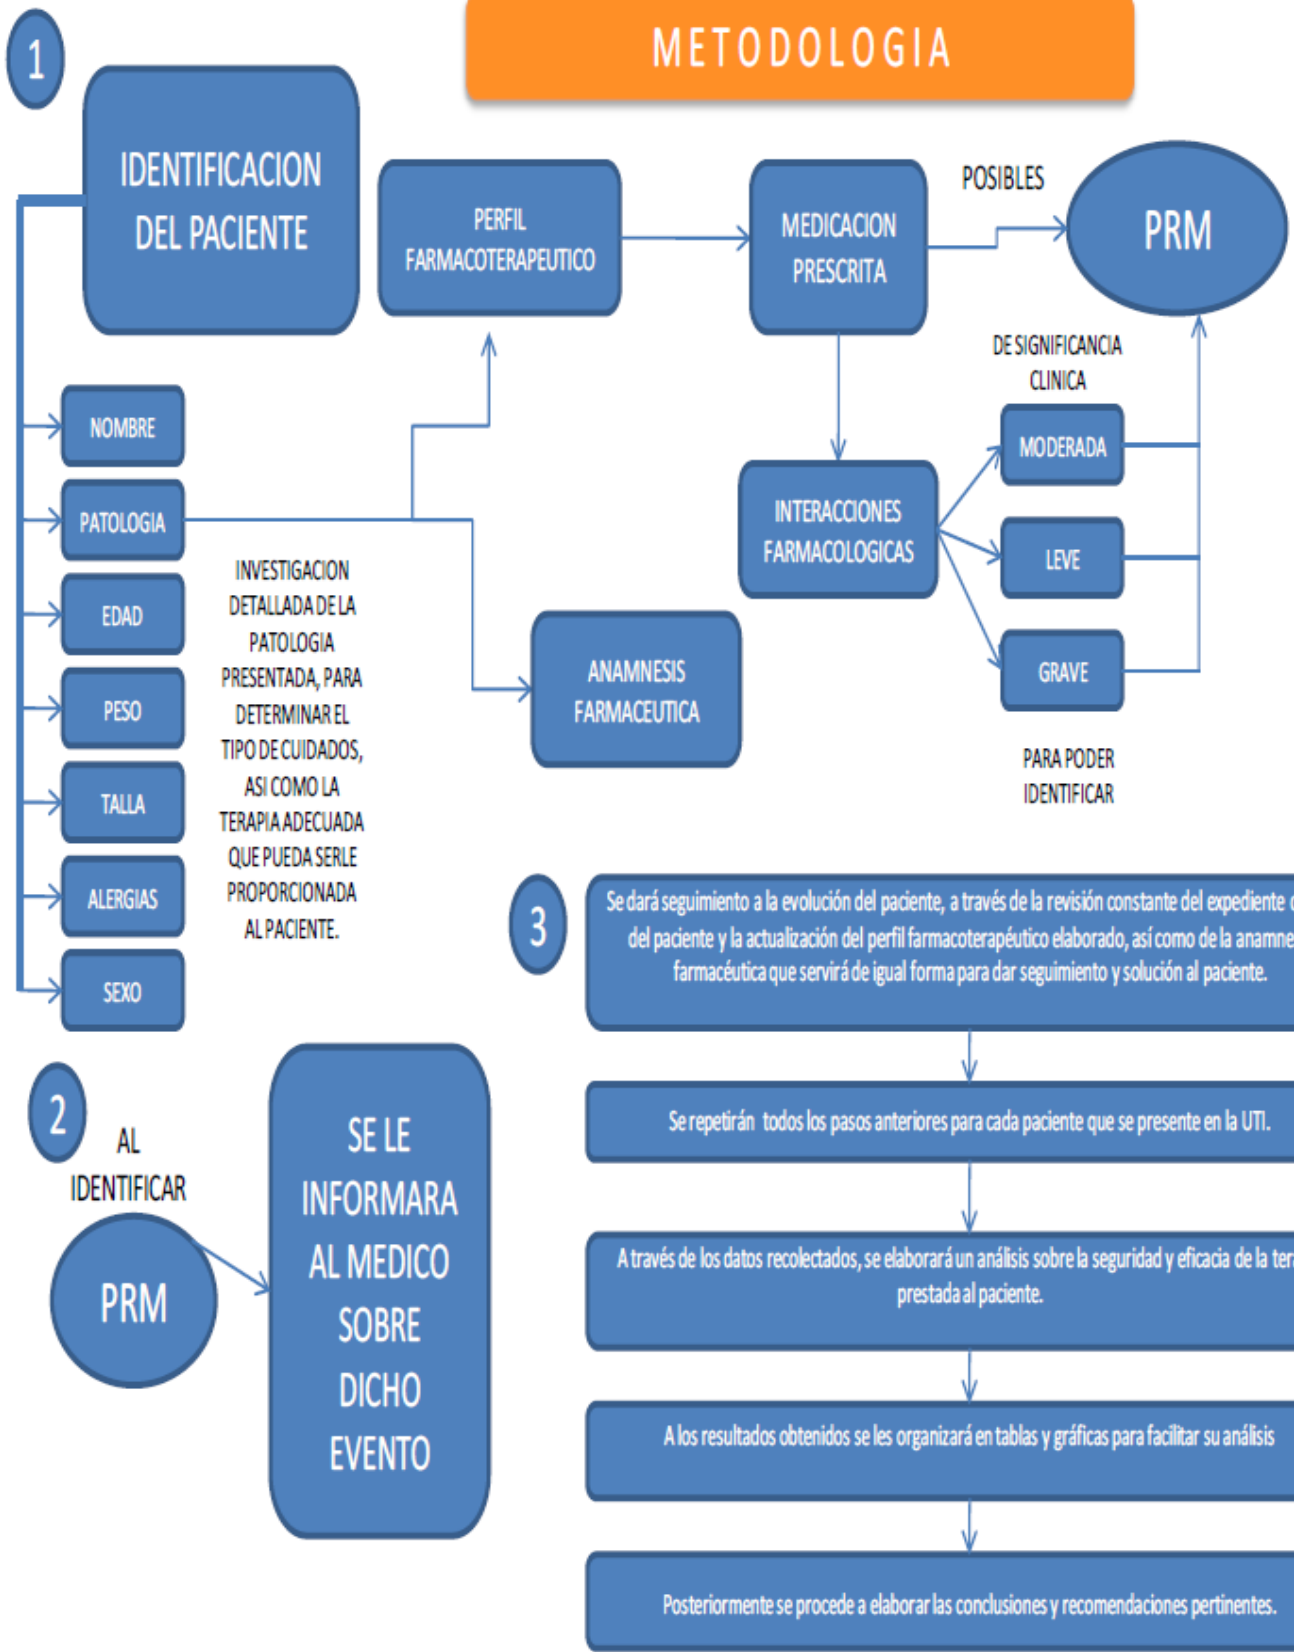 METODOLOGIA
1
IDENTIFICACION
DEL PACIENTE
NOMBRE
PATOLOGIA
EDAD
PESO
TALLA
ALERGIAS
SEXO
INVESTIGACION
DETALLADA DE LA
PATOLOGIA
PRESENTADA, PARA
DETERMINAR EL
TIPO DE CUIDADOS,
ASI COMO LA
TERAPIA ADECUADA
QUE PUEDA SERLE
PROPORCIONADA
AL PACIENTE.
PERFIL
FARMACOTERAPEUTICO
ANAMNESIS
FARMACEUTICA
MEDICACION
PRESCRITA
POSIBLES
PRM
INTERACCIONES
FARMACOLOGICAS
DE SIGNIFICANCIA
CLINICA
MODERADA
LEVE
GRAVE
PARA PODER
IDENTIFICAR
2
AL
IDENTIFICAR
PRM
SE LE
INFORMARA
AL MEDICO
SOBRE
DICHO
EVENTO
3
Se dará seguimiento a la evolución del paciente, a través de la revisión constante del expediente
del paciente y la actualización del perfil farmacoterapéutico elaborado, así como de la anamne
farmacéutica que servirá de igual forma para dar seguimiento y solución al paciente.
Se repetirán todos los pasos anteriores para cada paciente que se presente en la UTI.
A través de los datos recolectados, se elaborará un análisis sobre la seguridad y eficacia de la
prestada al paciente.
A los resultados obtenidos se les organizará en tablas y gráficas para facilitar su análisis
Posteriormente se procede a elaborar las conclusiones y recomendaciones pertinentes.